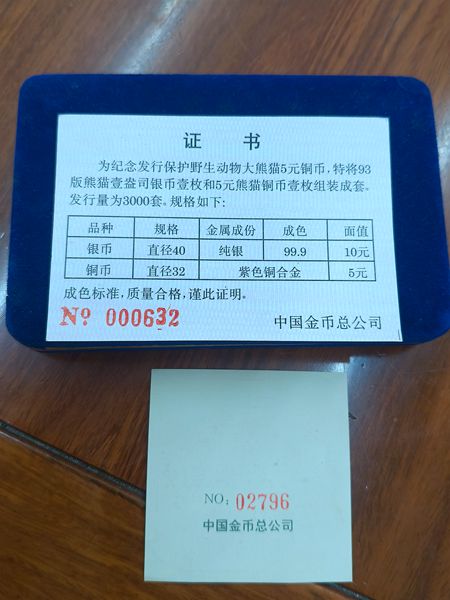 证 书
为纪念发行保护野生动物大熊猫5元铜币，特将93
版熊猫壹盎司银币壹枚和5元熊猫铜币壹枚组装成套。
发行量为3000套。规格如下：
品种 规格 金属成份 成色 面值
银币 直径40 纯银 99.9 10元
铜币 直径32 紫色铜合金 5元
成色标准，质量合格，谨此证明。
Nº 000632 中国金币总公司
NO: 02796
中国金币总公司